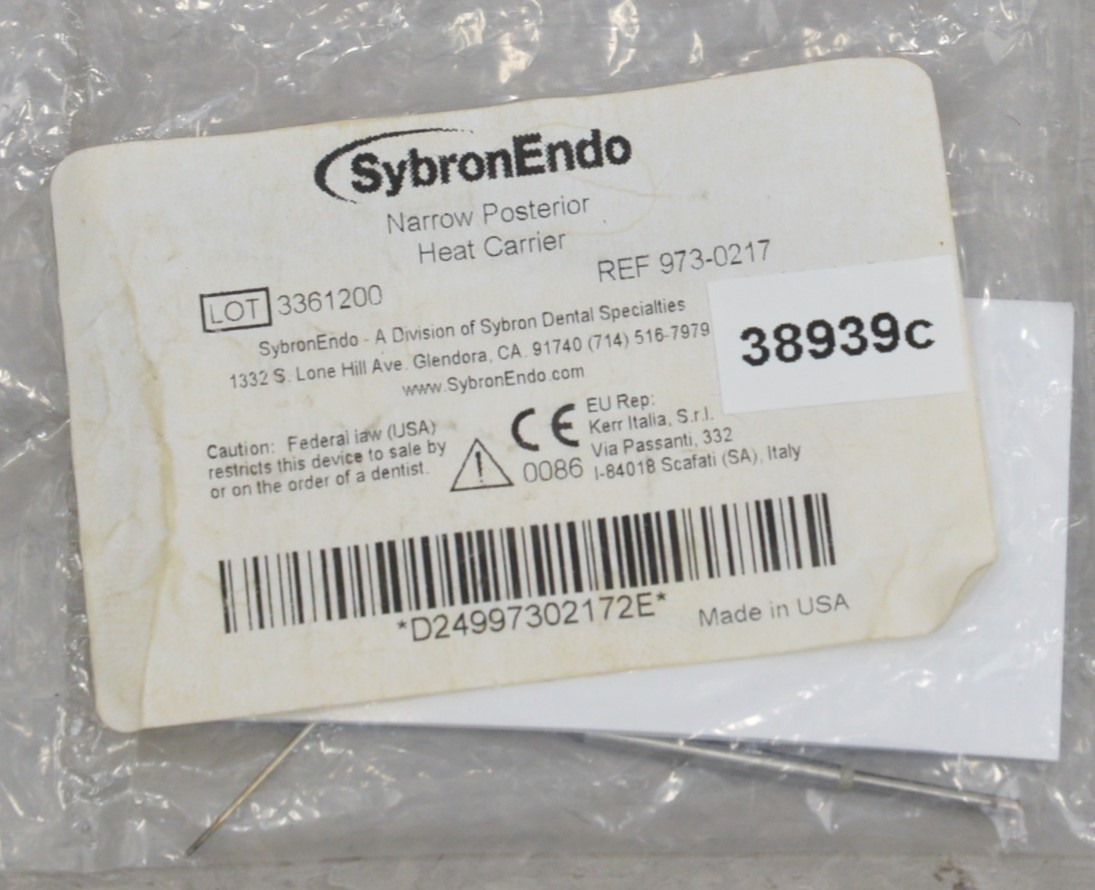 SybronEndo
Narrow Posterior
Heat Carrier
REF 973-0217
LOT 3361200
SybronEndo - A Division of Sybron Dental Specialties
1332 S. Lone Hill Ave. Glendora, CA. 91740 (714) 516-7979
www.SybronEndo.com
38939c
Caution: Federal law (USA)
restricts this device to sale by
or on the order of a dentist.
CE
0086
EU Rep:
Kerr Italia, S.r.l.
Via Passanti, 332
I-84018 Scafati (SA), Italy
*D24997302172E*
Made in USA